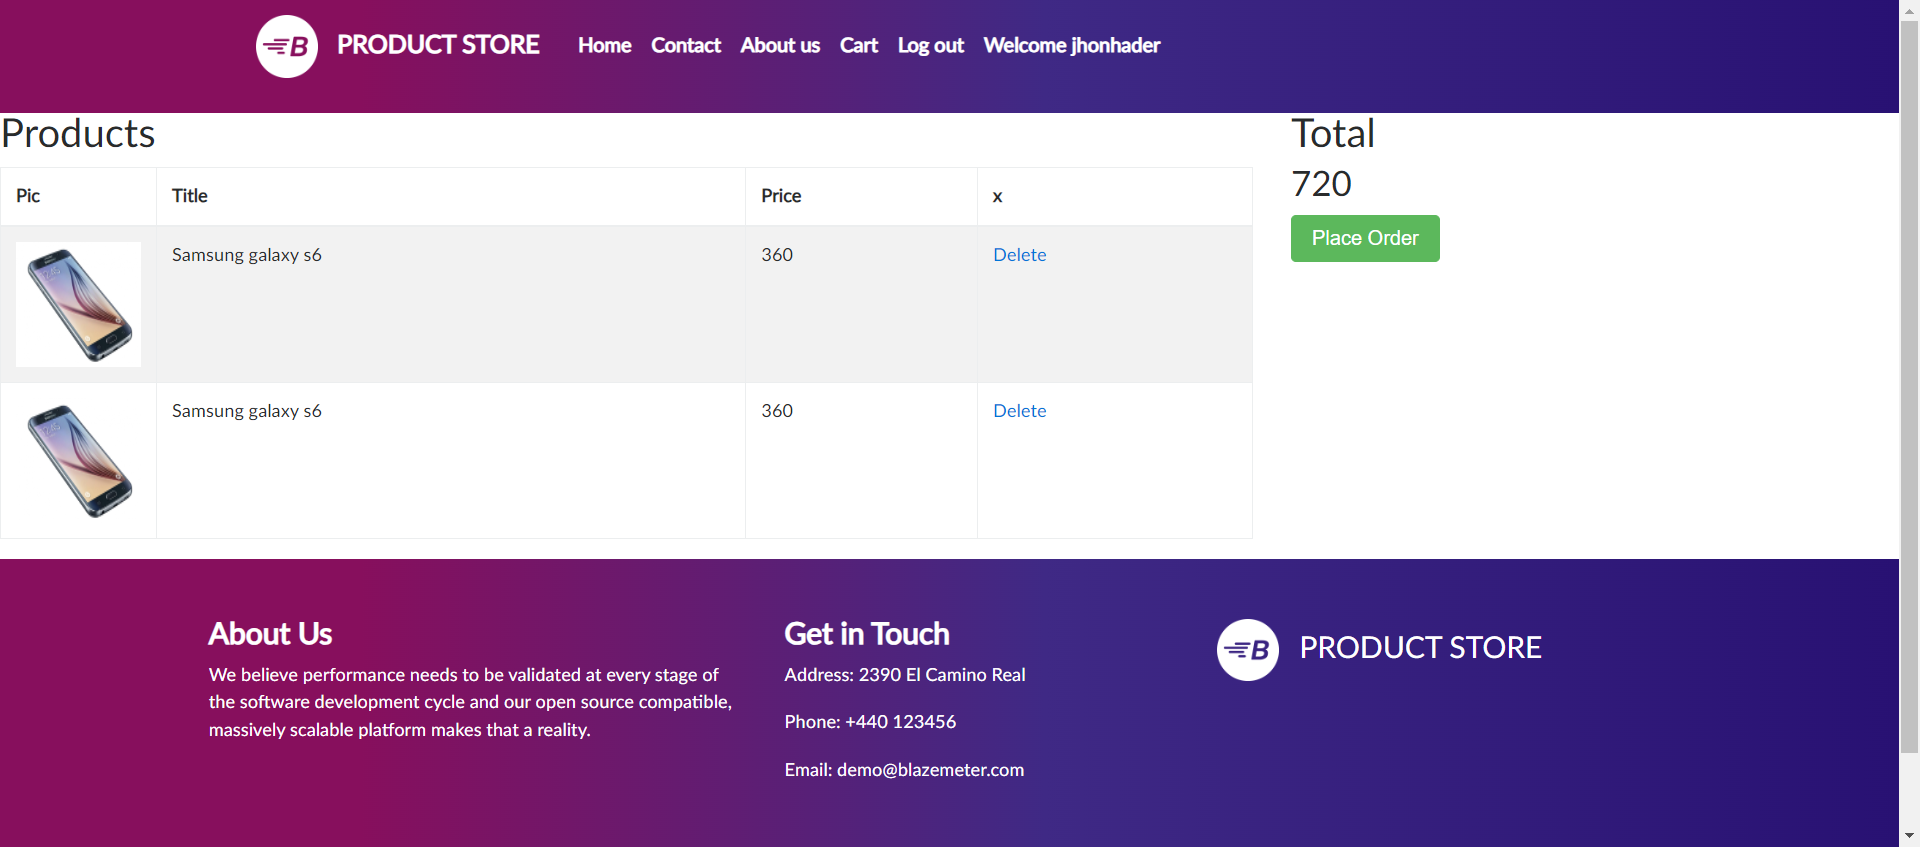 B PRODUCT STORE Home Contact About us Cart Log out Welcome jhonhader
Products
Total
720
Place Order
Pic Title Price x
Samsung galaxy s6 360 Delete
Samsung galaxy s6 360 Delete
About Us
We believe performance needs to be validated at every stage of
the software development cycle and our open source compatible,
massively scalable platform makes that a reality.
Get in Touch
Address: 2390 El Camino Real
Phone: +440 123456
Email: demo@blazemeter.com
B PRODUCT STORE